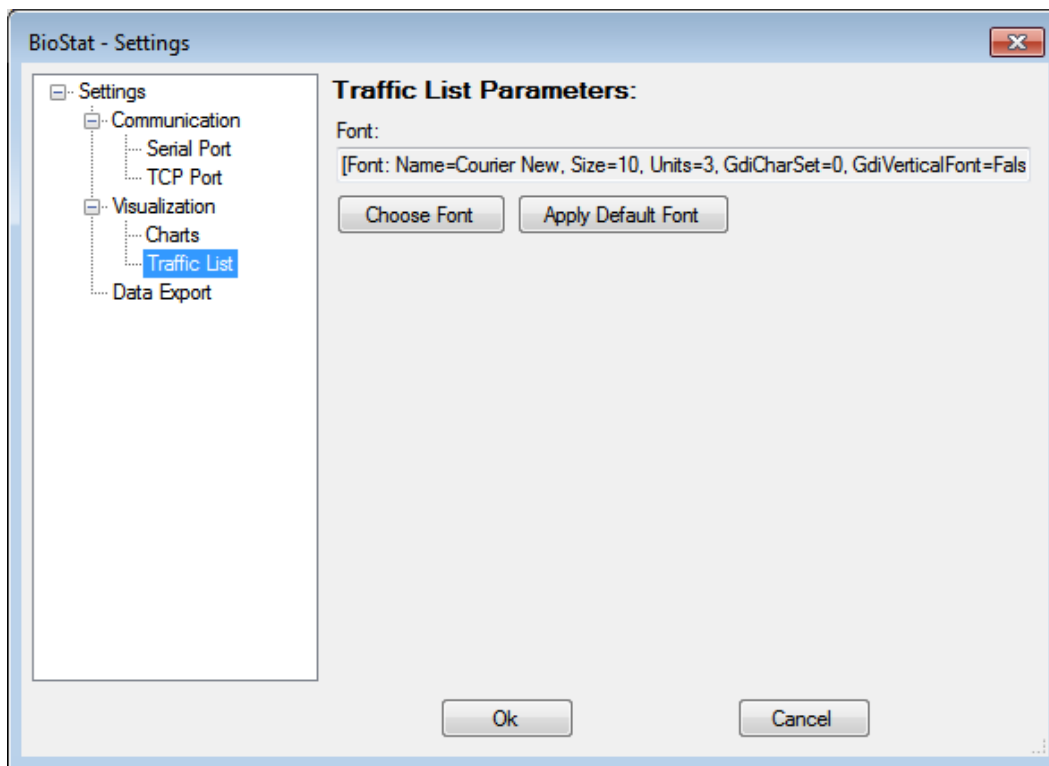 BioStat - Settings
Settings
Communication
Serial Port
TCP Port
Visualization
Charts
Traffic List
Data Export
Traffic List Parameters:
Font:
[Font: Name=Courier New, Size=10, Units=3, GdiCharSet=0, GdiVerticalFont=Fals
Choose Font
Apply Default Font
Ok
Cancel